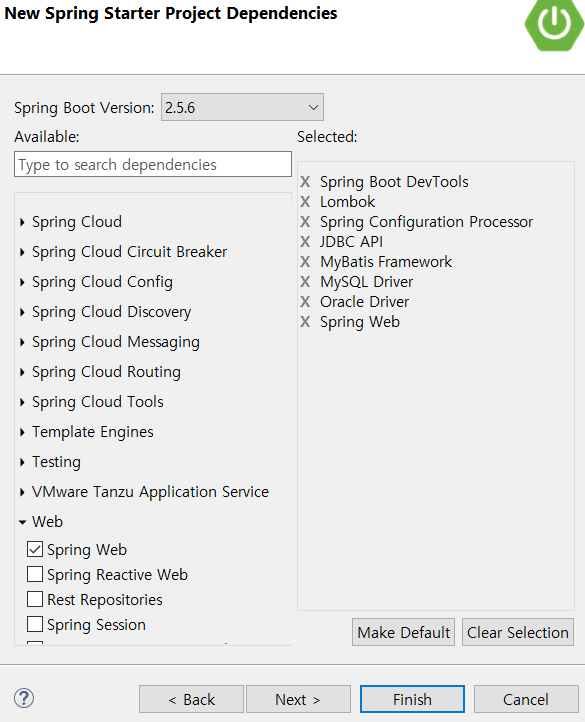 New Spring Starter Project Dependencies
Spring Boot Version: 2.5.6
Available:
Selected:
Type to search dependencies
Spring Cloud
Spring Cloud Circuit Breaker
Spring Cloud Config
Spring Cloud Discovery
Spring Cloud Messaging
Spring Cloud Routing
Spring Cloud Tools
Template Engines
Testing
VMware Tanzu Application Service
Web
Spring Web
Spring Reactive Web
Rest Repositories
Spring Session
X Spring Boot DevTools
X Lombok
X Spring Configuration Processor
X JDBC API
X MyBatis Framework
X MySQL Driver
X Oracle Driver
X Spring Web
Make Default
Clear Selection
?
< Back
Next >
Finish
Cancel